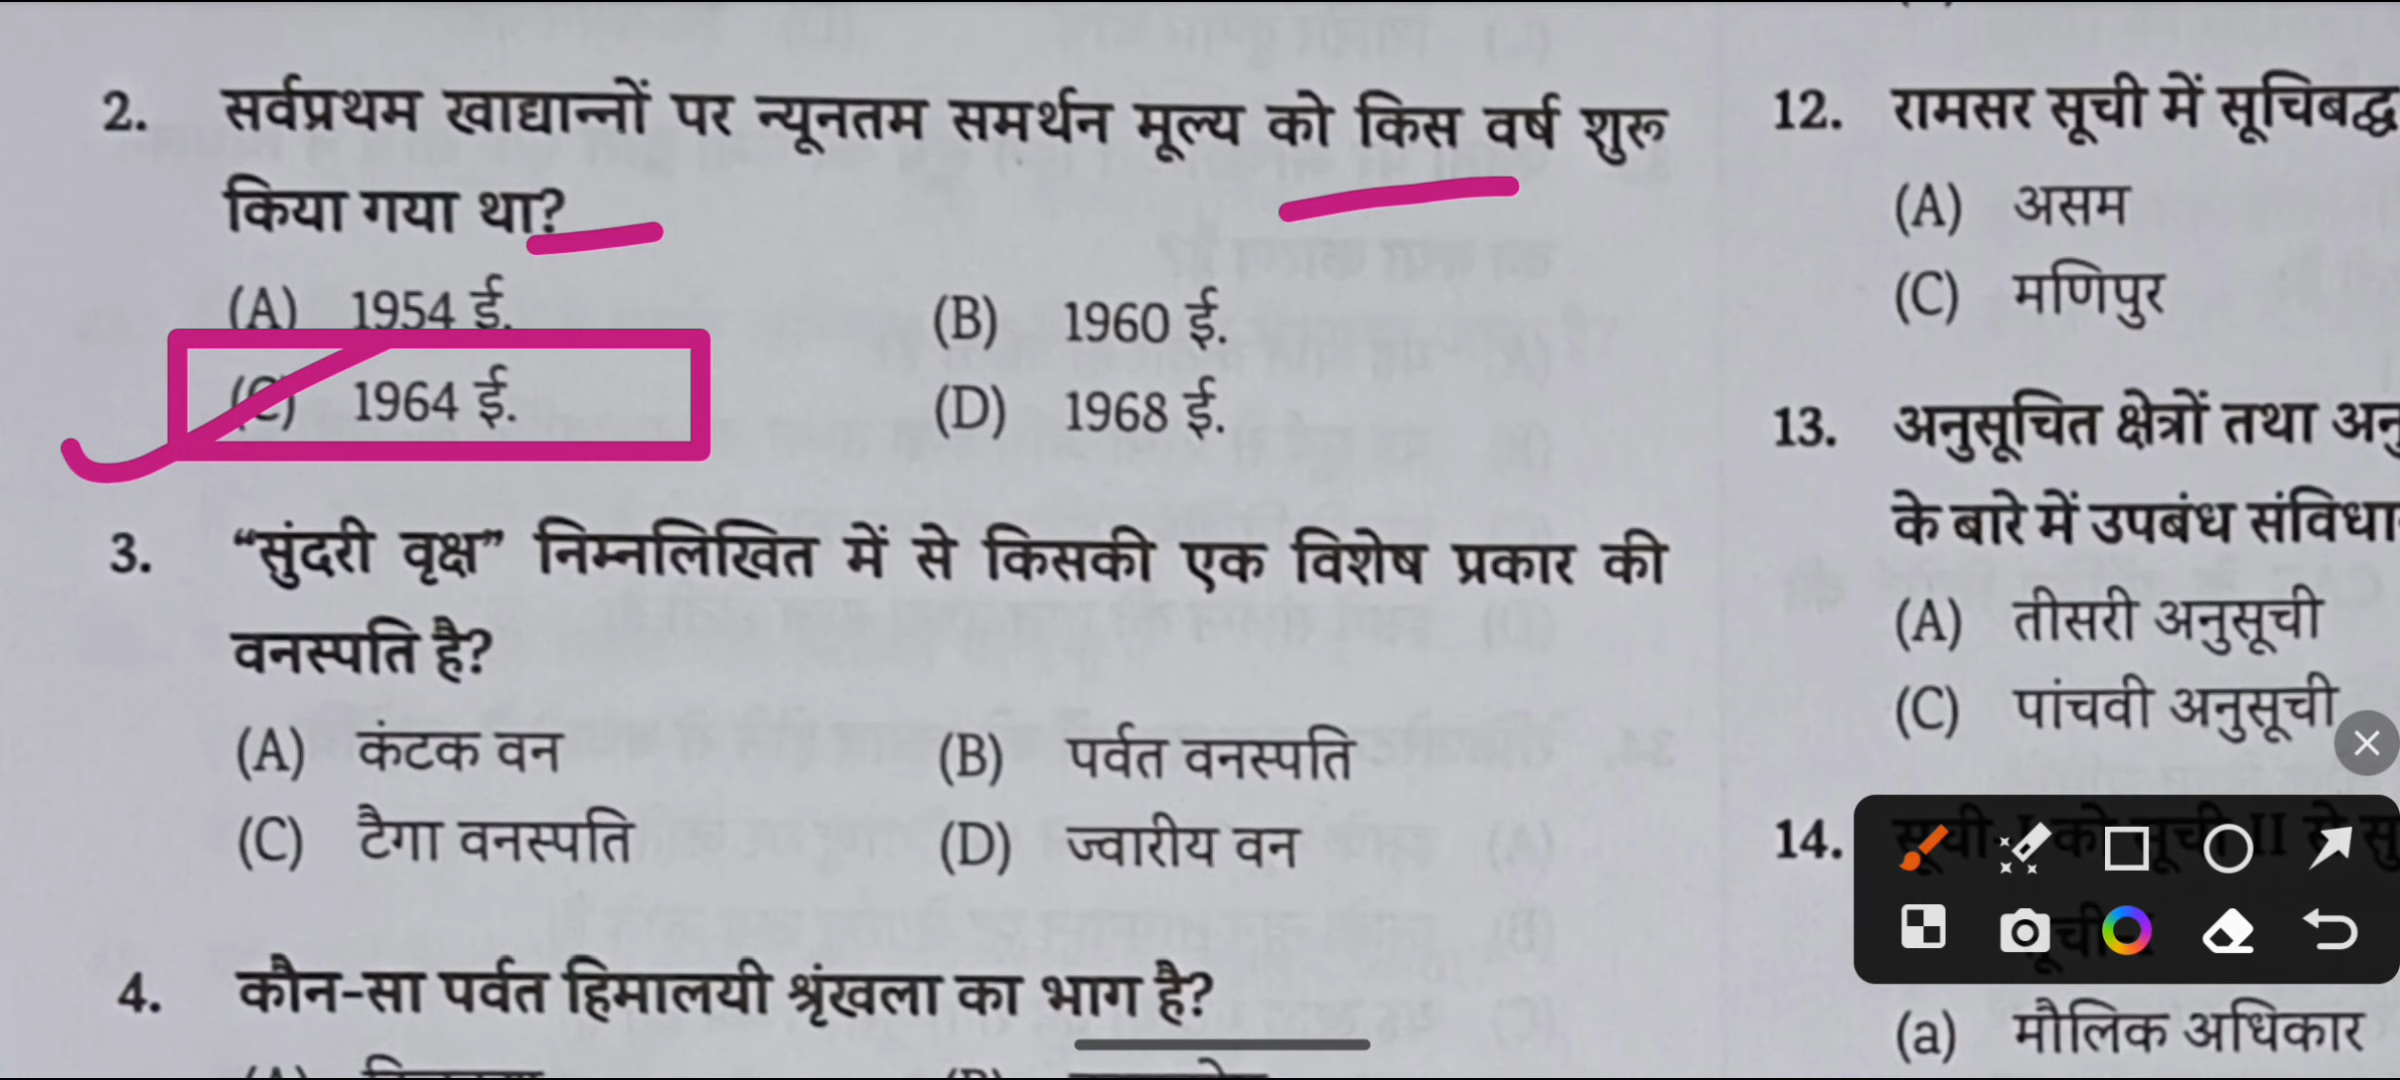 2. सर्वप्रथम खाद्यान्नों पर न्यूनतम समर्थन मूल्य को किस वर्ष शुरू
किया गया था?
(A) 1954 ई.
(B) 1960 ई.
(C) 1964 ई.
(D) 1968 ई.
3. “सुंदरी वृक्ष” निम्नलिखित में से किसकी एक विशेष प्रकार की
वनस्पति है?
(A) कंटक वन
(B) पर्वत वनस्पति
(C) टैगा वनस्पति
(D) ज्वारीय वन
4. कौन-सा पर्वत हिमालयी श्रृंखला का भाग है?
12. रामसर सूची में सूचिबद्ध
(A) असम
(C) मणिपुर
13. अनुसूचित क्षेत्रों तथा
के बारे में उपबंध
(A) तीसरी अनुसूची
(C) पांचवी अनुसूची
14. सूची-I को सूची-II से
(a) मौलिक अधिकार